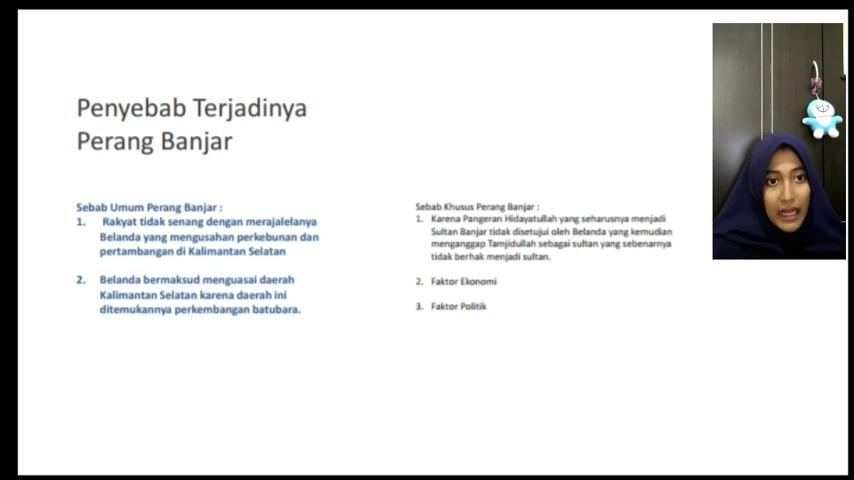 Penyebab Terjadinya
Perang Banjar
Sebab Umum Perang Banjar :
1. Rakyat tidak senang dengan merajalelanya
Belanda yang mengusahan perkebunan dan
pertambangan di Kalimantan Selatan
2. Belanda bermaksud menguasai daerah
Kalimantan Selatan karena daerah ini
ditemukannya perkembangan batubara.
Sebab Khusus Perang Banjar :
1. Karena Pangeran Hidayatullah yang seharusnya menjadi
Sultan Banjar tidak disetujui oleh Belanda yang kemudian
menganggap Tamjidullah sebagai sultan yang sebenarnya
tidak berhak menjadi sultan.
2. Faktor Ekonomi
3. Faktor Politik